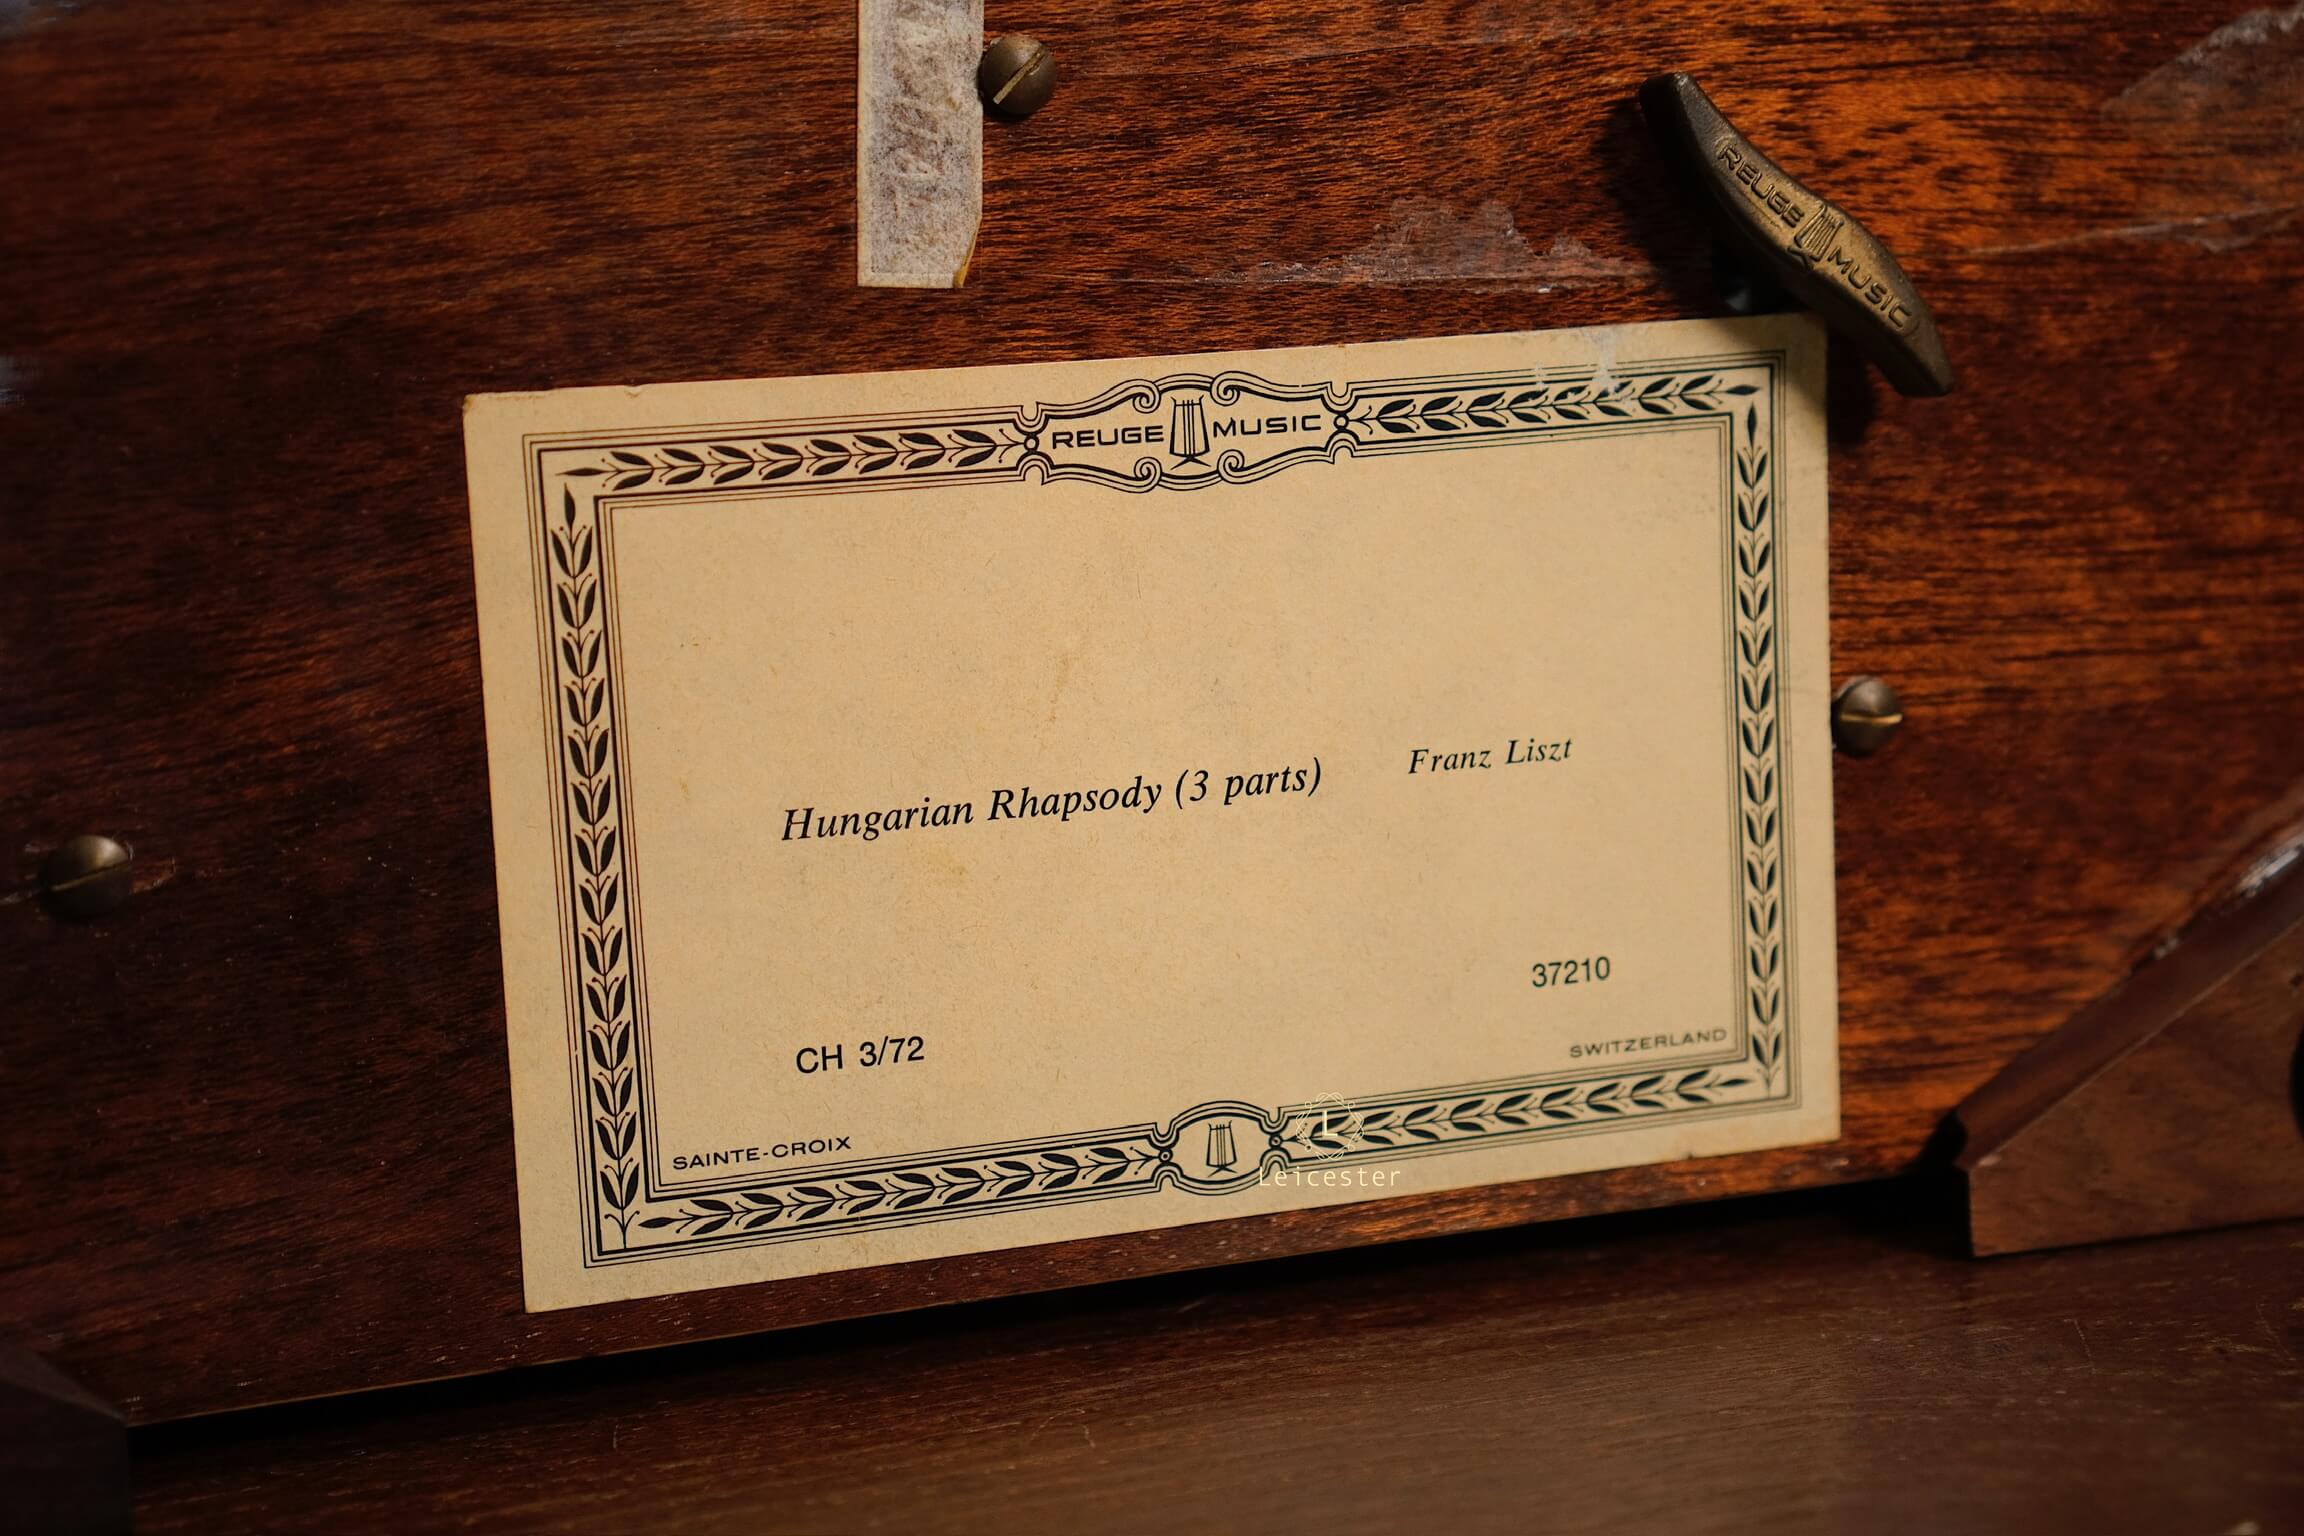 REUGE MUSIC
REUGE MUSIC
Hungarian Rhapsody (3 parts) Franz Liszt
37210
CH 3/72
SWITZERLAND
SAINTE-CROIX
L
Leicester